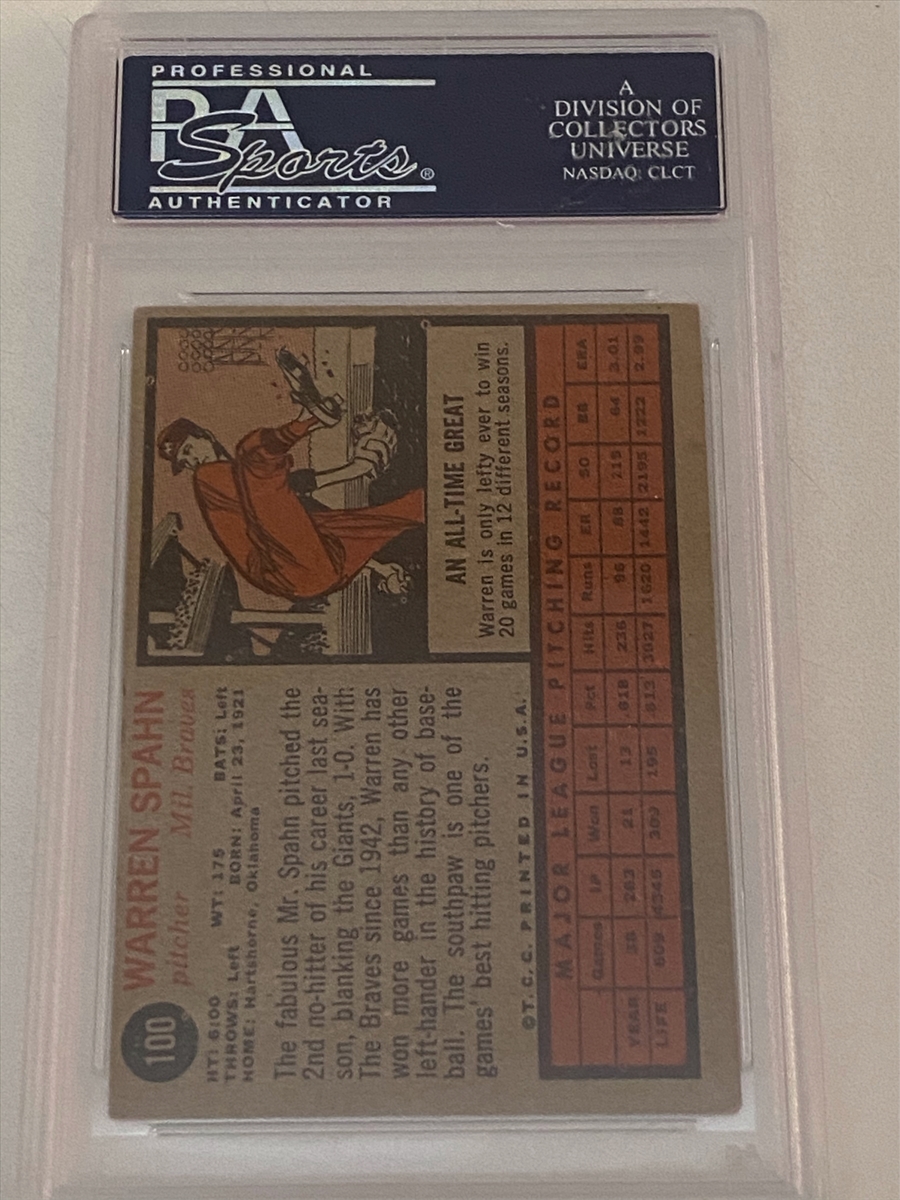 PROFESSIONAL
PSA
Sports®
AUTHENTICATOR
A
DIVISION OF
COLLECTORS
UNIVERSE
NASDAQ: CLCT
100
WARREN SPAHN
pitcher Mil. Braves
HT: 6:00 WT: 175 BATS: Left
THROWS: Left BORN: April 23, 1921
HOME: Hartshorne, Oklahoma
The fabulous Mr. Spahn pitched the
2nd no-hitter of his career last sea-
son, blanking the Giants, 1-0. With
The Braves since 1942, Warren has
won more games than any other
left-hander in the history of base-
ball. The southpaw is one of the
games' best hitting pitchers.
©T. C. C. PRINTED IN U.S.A.
AN ALL-TIME GREAT
Warren is only lefty ever to win
20 games in 12 different seasons.
MAJOR LEAGUE PITCHING RECORD
Games IP Won Lost Pct Hits Runs ER SO BB ERA
YEAR 38 263 21 13 .618 236 96 88 115 64 3.01
LIFE 609 4345 309 195 .613 3927 1620 1442 2195 1222 2.99